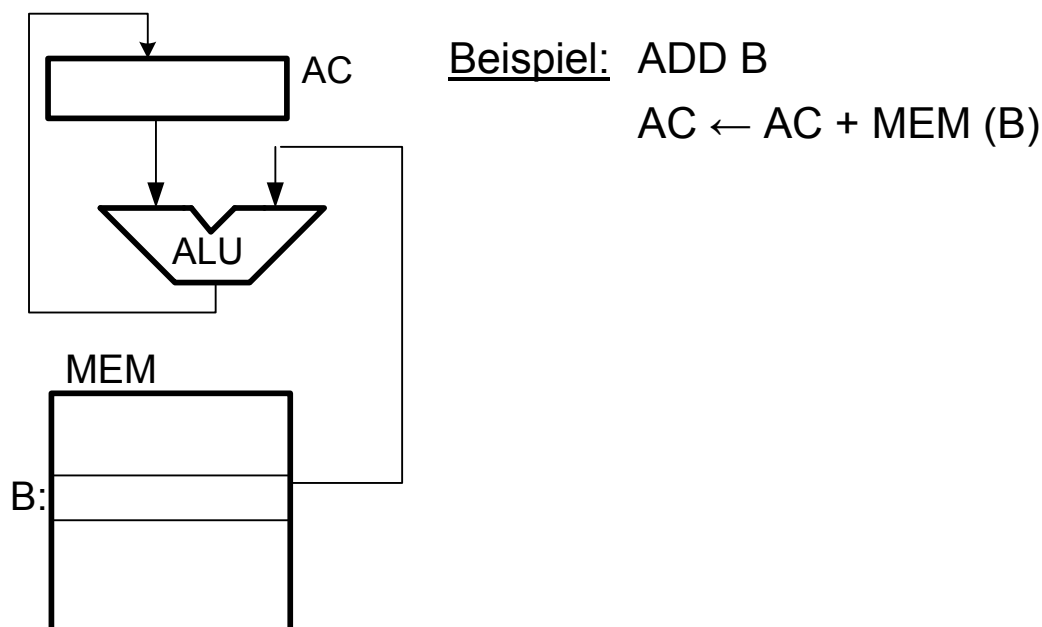 AC
Beispiel: ADD B
AC ← AC + MEM (B)
ALU
MEM
B: